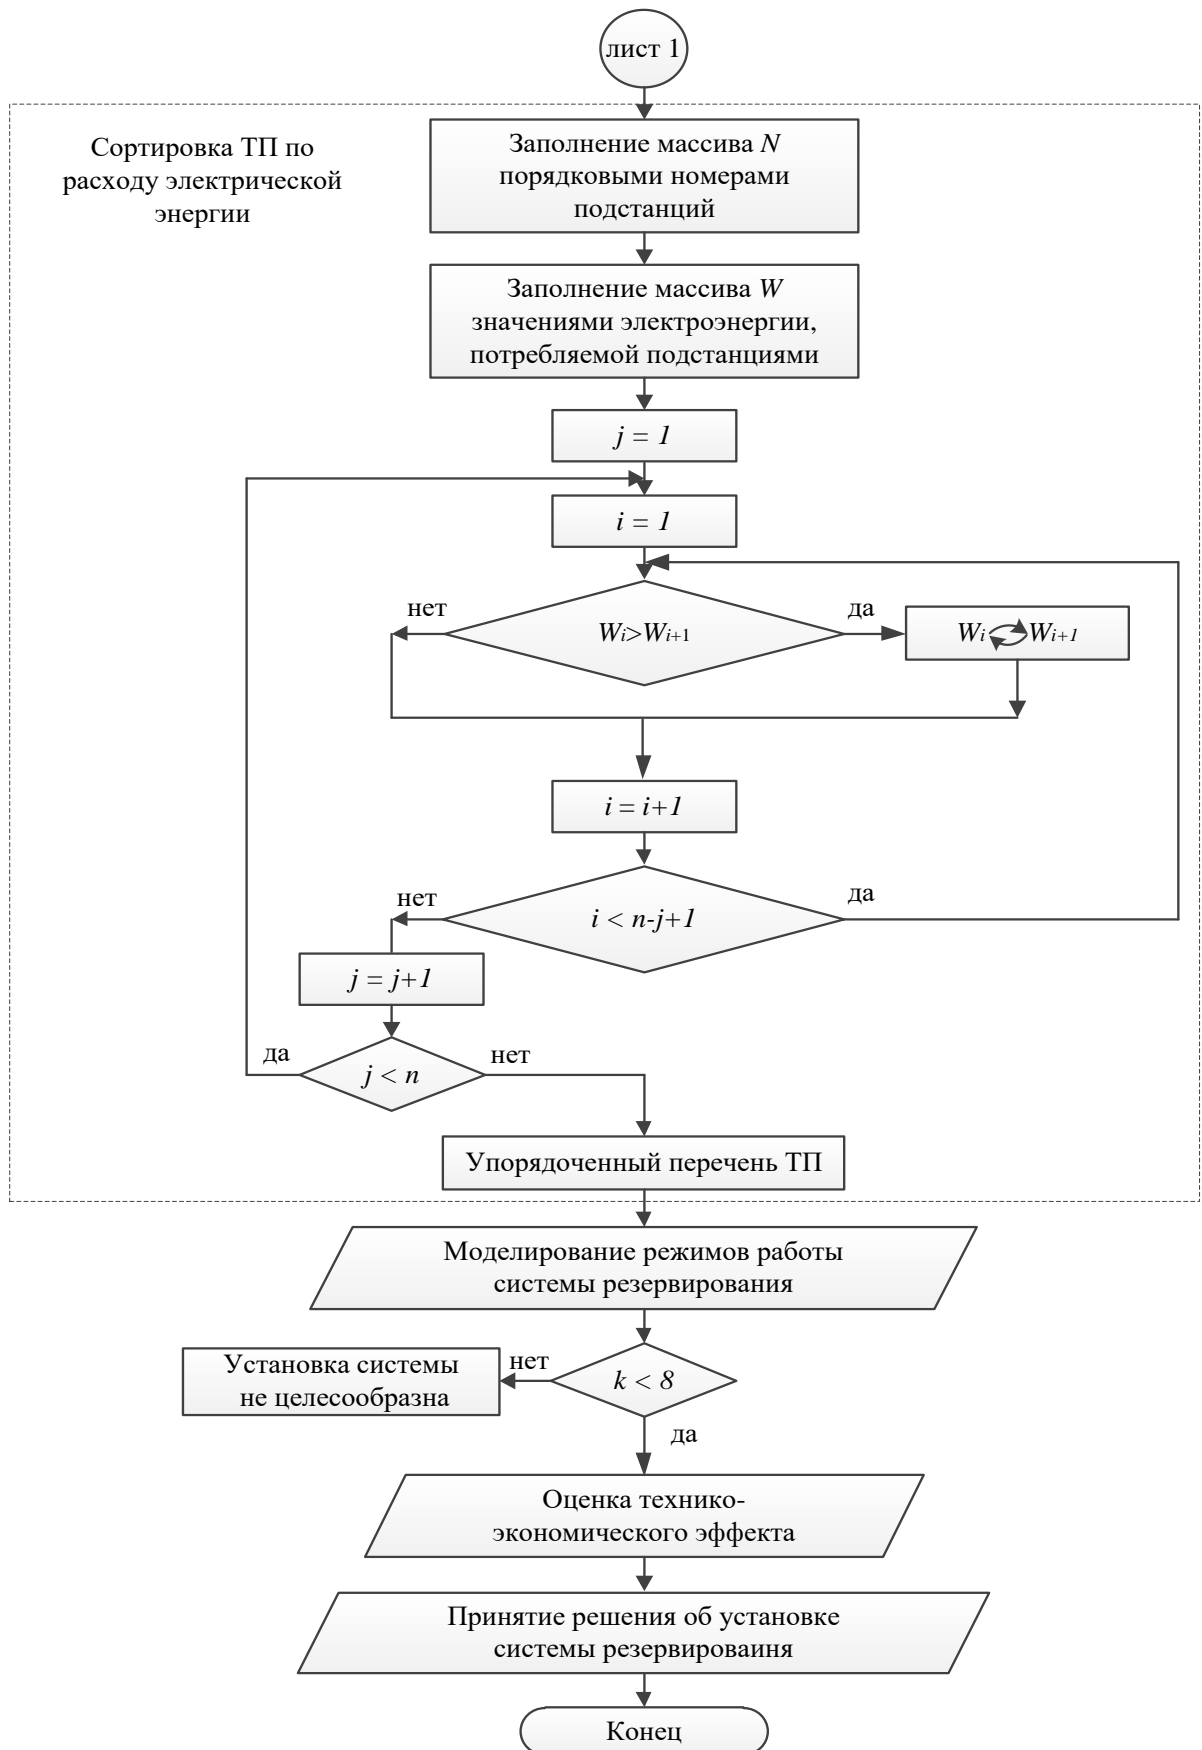 лист 1
Сортировка ТП по
расходу электрической
энергии
Заполнение массива N
порядковыми номерами
подстанций
Заполнение массива W
значениями электроэнергии,
потребляемой подстанциями
j = 1
i = 1
нет
Wi>Wi+1
да
Wi Wi+1
i = i+1
нет
i < n-j+1
да
j = j+1
да
j < n
нет
Упорядоченный перечень ТП
Моделирование режимов работы
системы резервирования
Установка системы
не целесообразна
нет
k < 8
да
Оценка технико-
экономического эффекта
Принятие решения об установке
системы резервироваиня
Конец